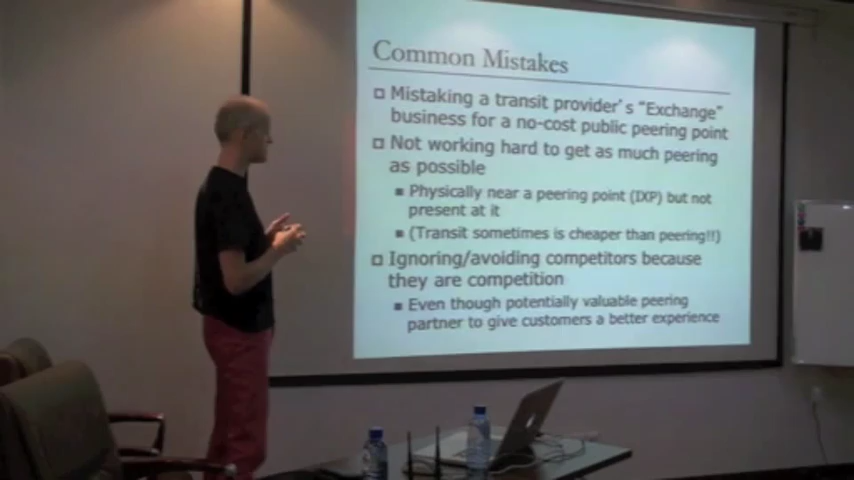 Common Mistakes
Mistaking a transit provider's "Exchange"
business for a no-cost public peering point
Not working hard to get as much peering
as possible
Physically near a peering point (IXP) but not
present at it
(Transit sometimes is cheaper than peering!!)
Ignoring/avoiding competitors because
they are competition
Even though potentially valuable peering
partner to give customers a better experience